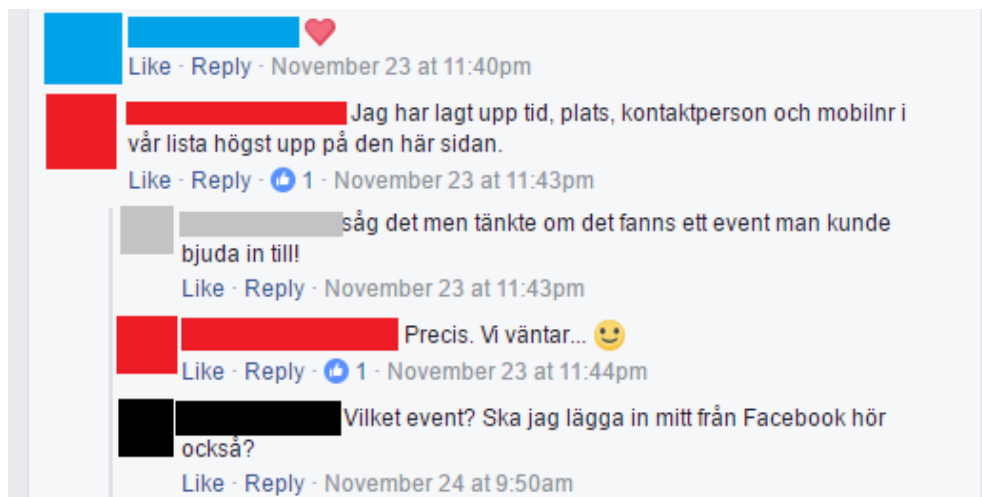 Like · Reply · November 23 at 11:40pm
Jag har lagt upp tid, plats, kontaktperson och mobilnr i
vår lista högst upp på den här sidan.
Like · Reply · 1 · November 23 at 11:43pm
såg det men tänkte om det fanns ett event man kunde
bjuda in till!
Like · Reply · November 23 at 11:43pm
Precis. Vi väntar...
Like · Reply · 1 · November 23 at 11:44pm
Vilket event? Ska jag lägga in mitt från Facebook hör
också?
Like · Reply · November 24 at 9:50am